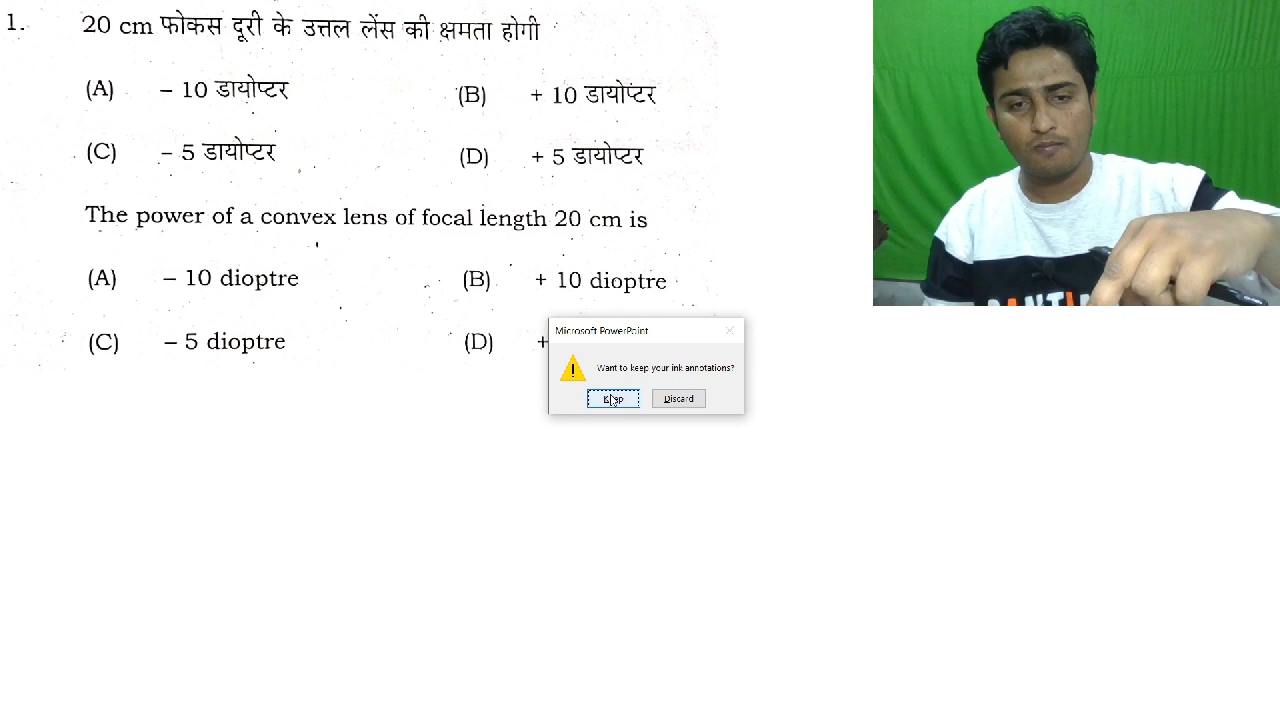 1. 20 cm फोकस दूरी के उत्तल लेंस की क्षमता होगी
(A) – 10 डायोप्टर (B) + 10 डायोप्टर
(C) – 5 डायोप्टर (D) + 5 डायोप्टर
The power of a convex lens of focal length 20 cm is
(A) – 10 dioptre (B) + 10 dioptre
(C) – 5 dioptre (D) +
Microsoft PowerPoint
Want to keep your ink annotations?
Keep Discard